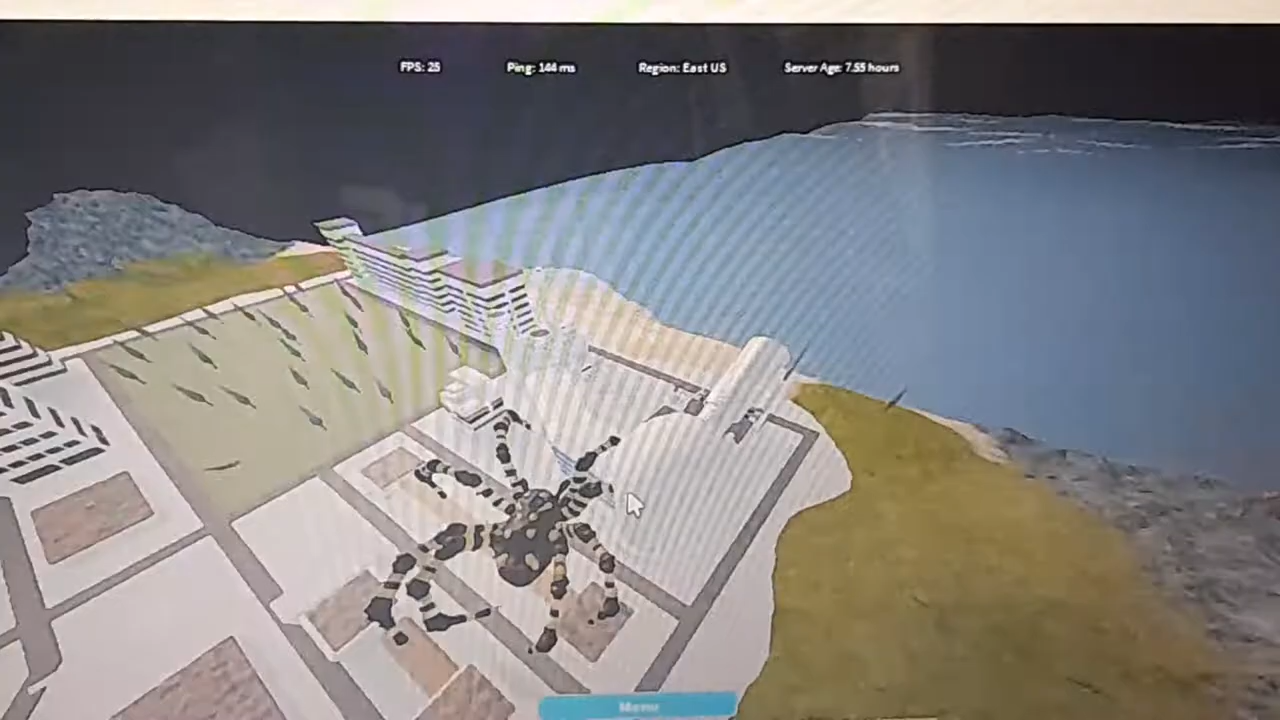 FPS: 25
Ping: 144 ms
Region: East US
Server Age: 7.55 hours
Menu